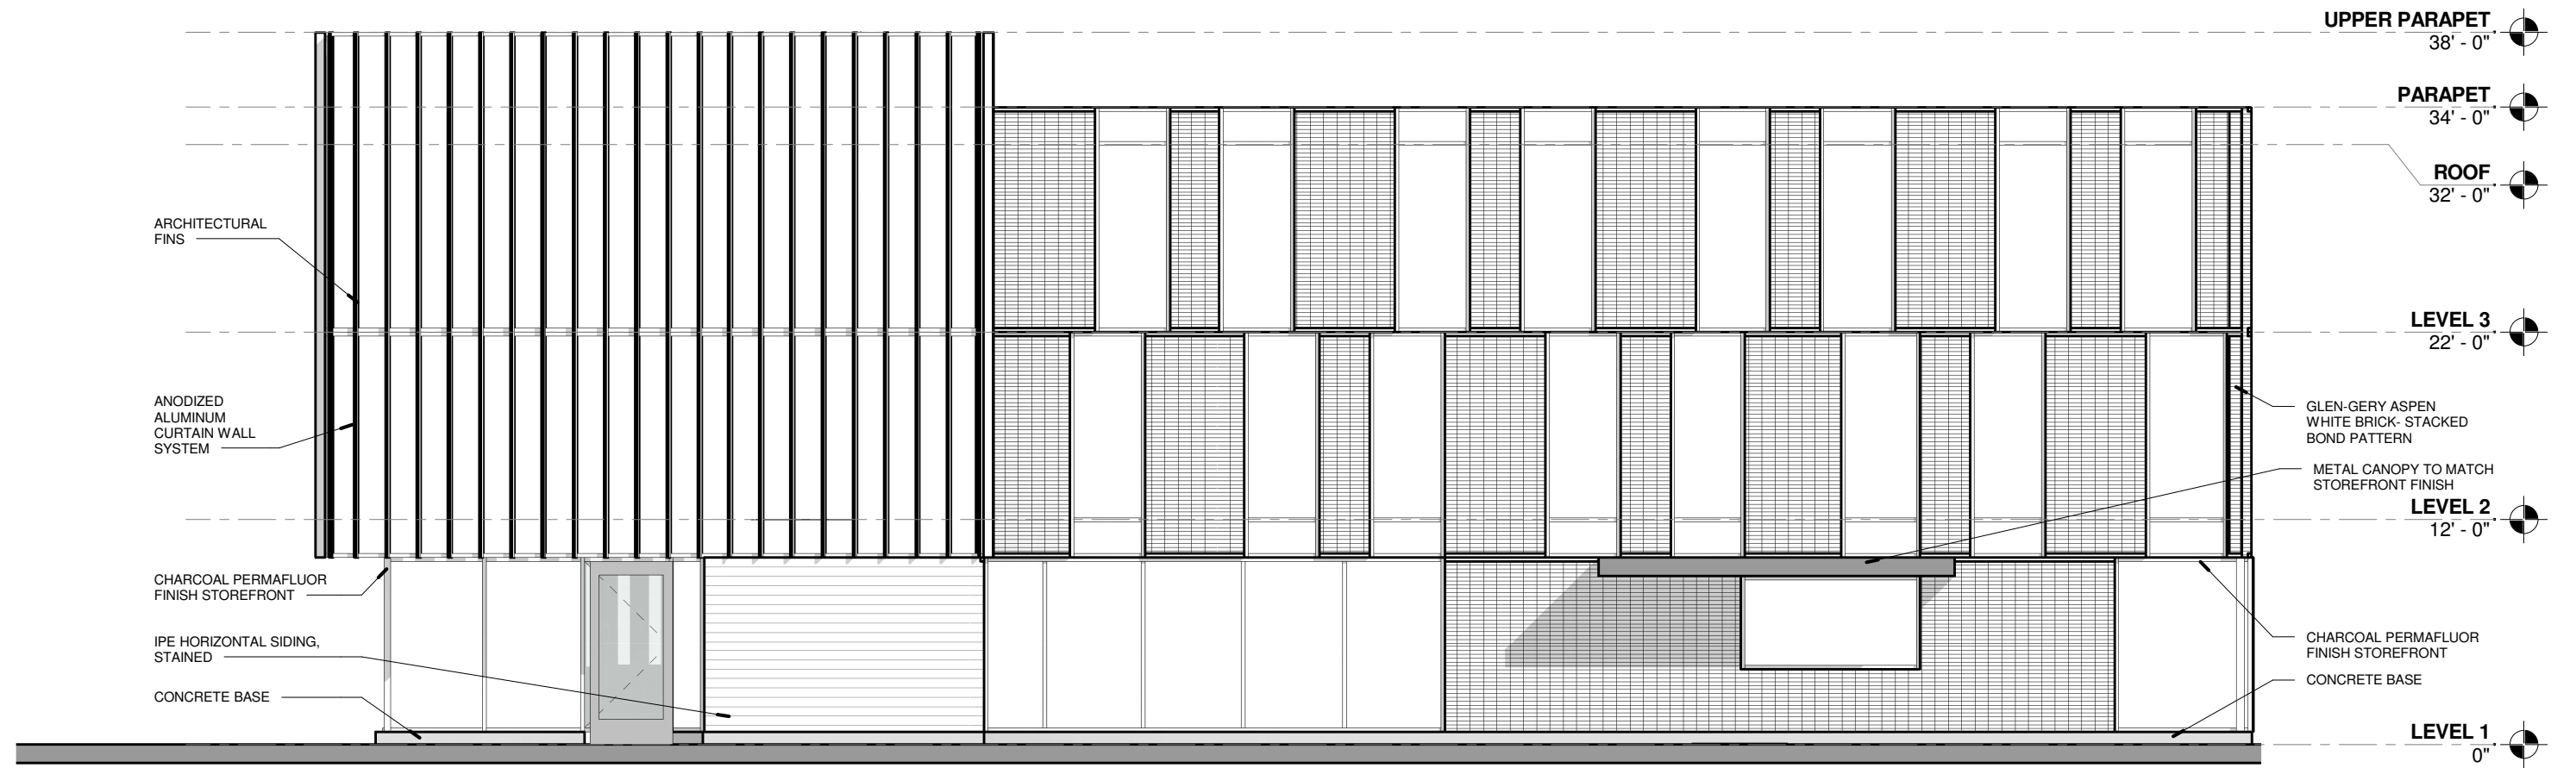 UPPER PARAPET
38' - 0"
PARAPET
34' - 0"
ROOF
32' - 0"
ARCHITECTURAL
FINS
LEVEL 3
22' - 0"
ANODIZED
ALUMINUM
CURTAIN WALL
SYSTEM
GLEN-GERY ASPEN
WHITE BRICK- STACKED
BOND PATTERN
METAL CANOPY TO MATCH
STOREFRONT FINISH
LEVEL 2
12' - 0"
CHARCOAL PERMAFLUOR
FINISH STOREFRONT
IPE HORIZONTAL SIDING,
STAINED
CONCRETE BASE
CHARCOAL PERMAFLUOR
FINISH STOREFRONT
CONCRETE BASE
LEVEL 1
0"